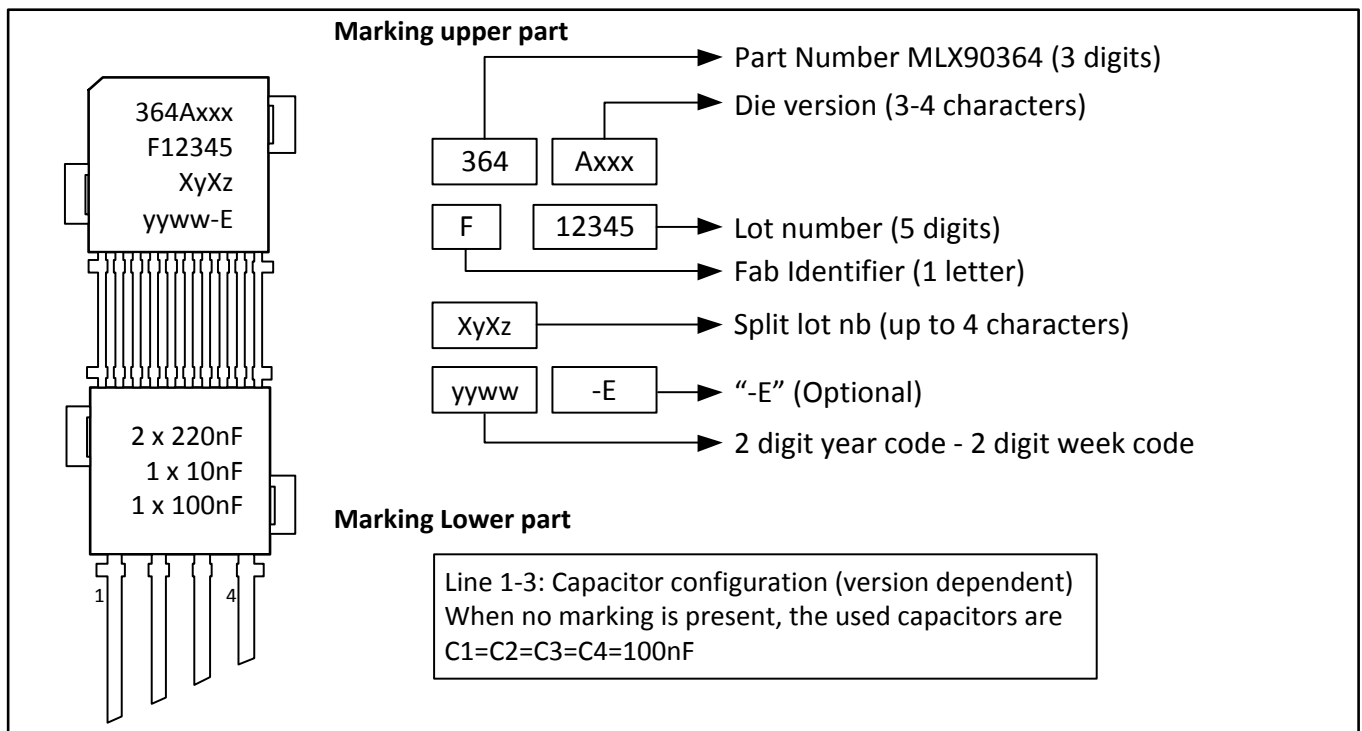 Marking upper part
364Axxx
F12345
XyXz
yyww-E
2 x 220nF
1 x 10nF
1 x 100nF
1 4
Part Number MLX90364 (3 digits)
Die version (3-4 characters)
364 Axxx
F 12345 Lot number (5 digits)
Fab Identifier (1 letter)
XyXz Split lot nb (up to 4 characters)
yyww -E “-E” (Optional)
2 digit year code - 2 digit week code
Marking Lower part
Line 1-3: Capacitor configuration (version dependent)
When no marking is present, the used capacitors are
C1=C2=C3=C4=100nF